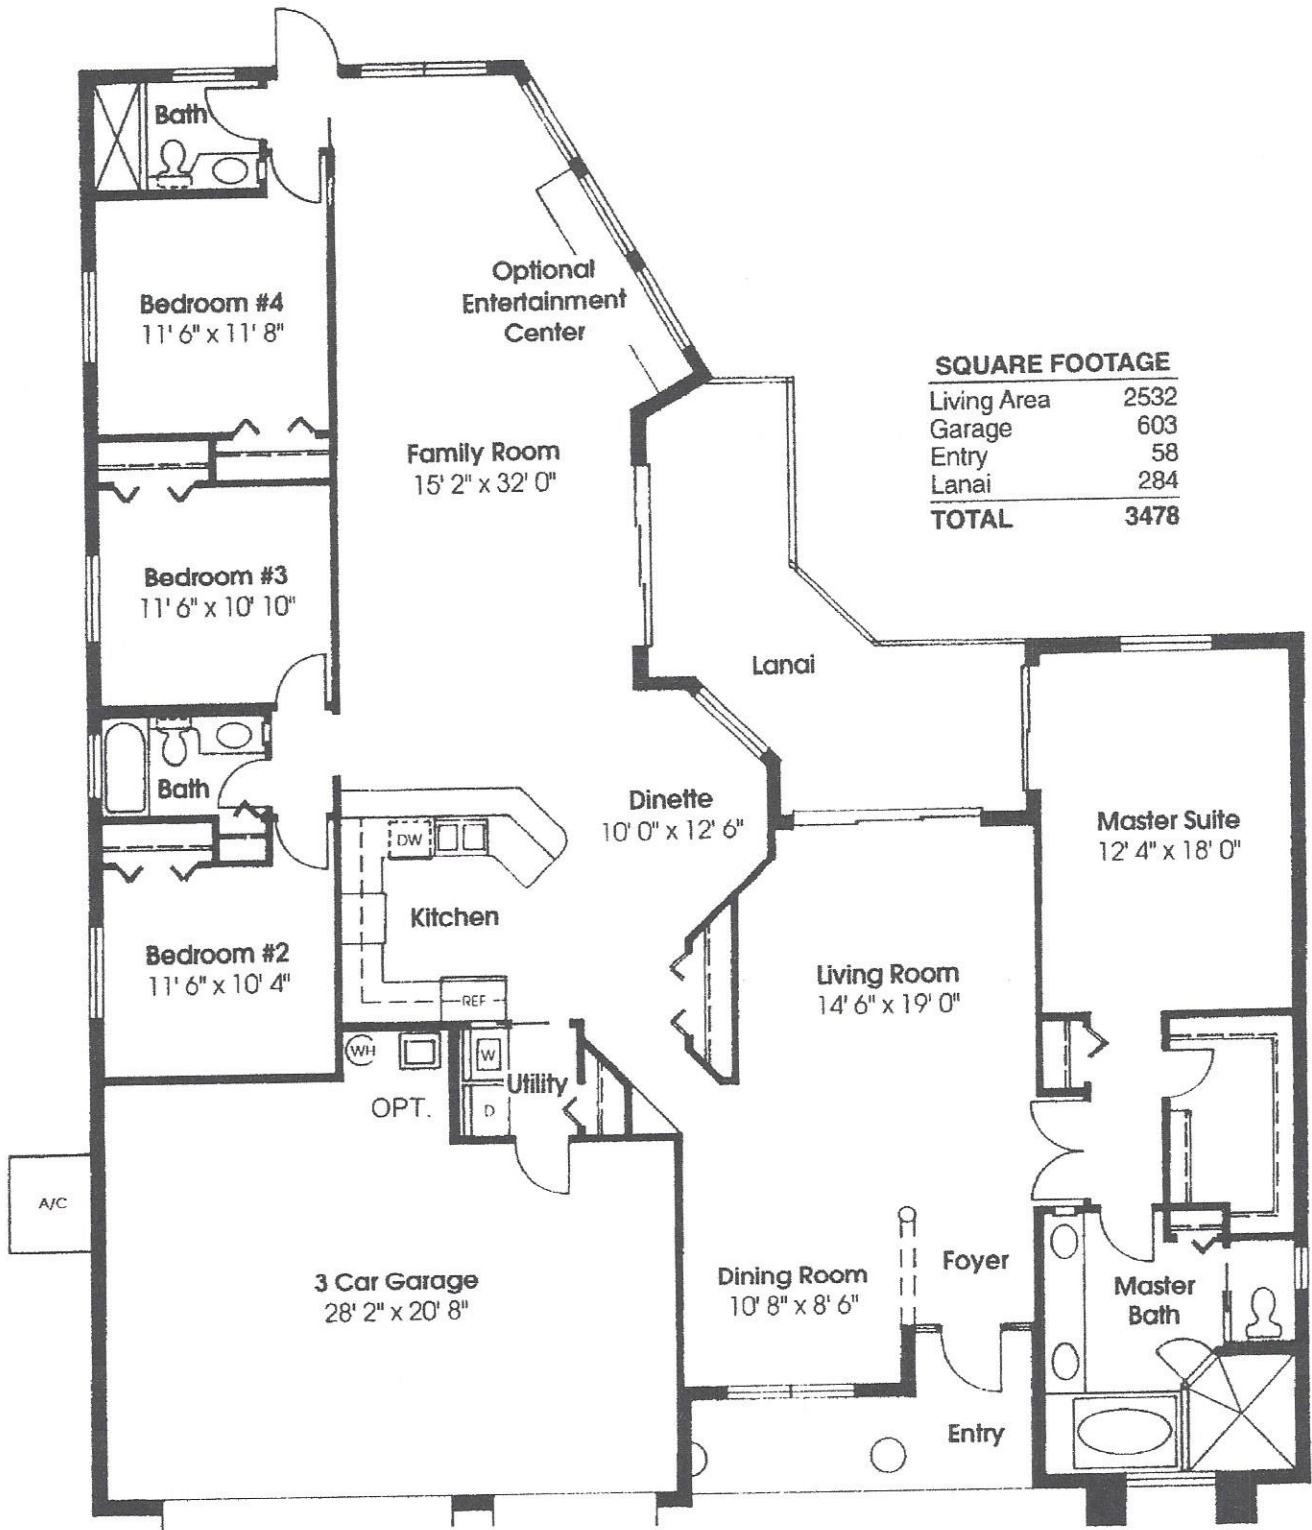 Bath
Bedroom #4
11' 6" x 11' 8"
Optional
Entertainment
Center
SQUARE FOOTAGE
Living Area 2532
Garage 603
Entry 58
Lanai 284
TOTAL 3478
Family Room
15' 2" x 32' 0"
Bedroom #3
11' 6" x 10' 10"
Lanai
Bath
Dinette
10' 0" x 12' 6"
Master Suite
12' 4" x 18' 0"
DW
Kitchen
Bedroom #2
11' 6" x 10' 4"
Living Room
14' 6" x 19' 0"
REF
WH
W
Utility
D
OPT.
A/C
3 Car Garage
28' 2" x 20' 8"
Dining Room
10' 8" x 8' 6"
Foyer
Master
Bath
Entry